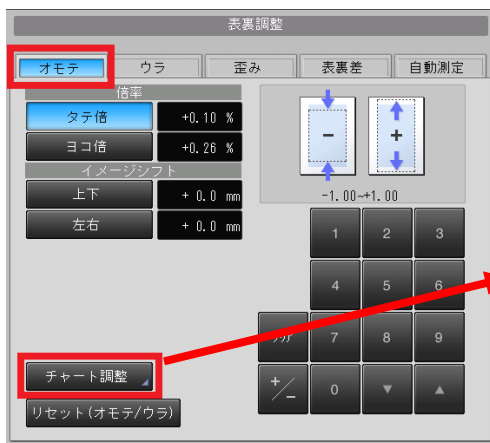 表裏調整
オモテ ウラ 歪み 表裏差 自動測定
倍率
タテ倍 +0.10 %
ヨコ倍 +0.26 %
イメージシフト
上下 + 0.0 mm
左右 + 0.0 mm
- +
-1.00~+1.00
1 2 3
4 5 6
7 8 9
+/- 0 ▼ ▲
チャート調整
リセット(オモテ/ウラ)